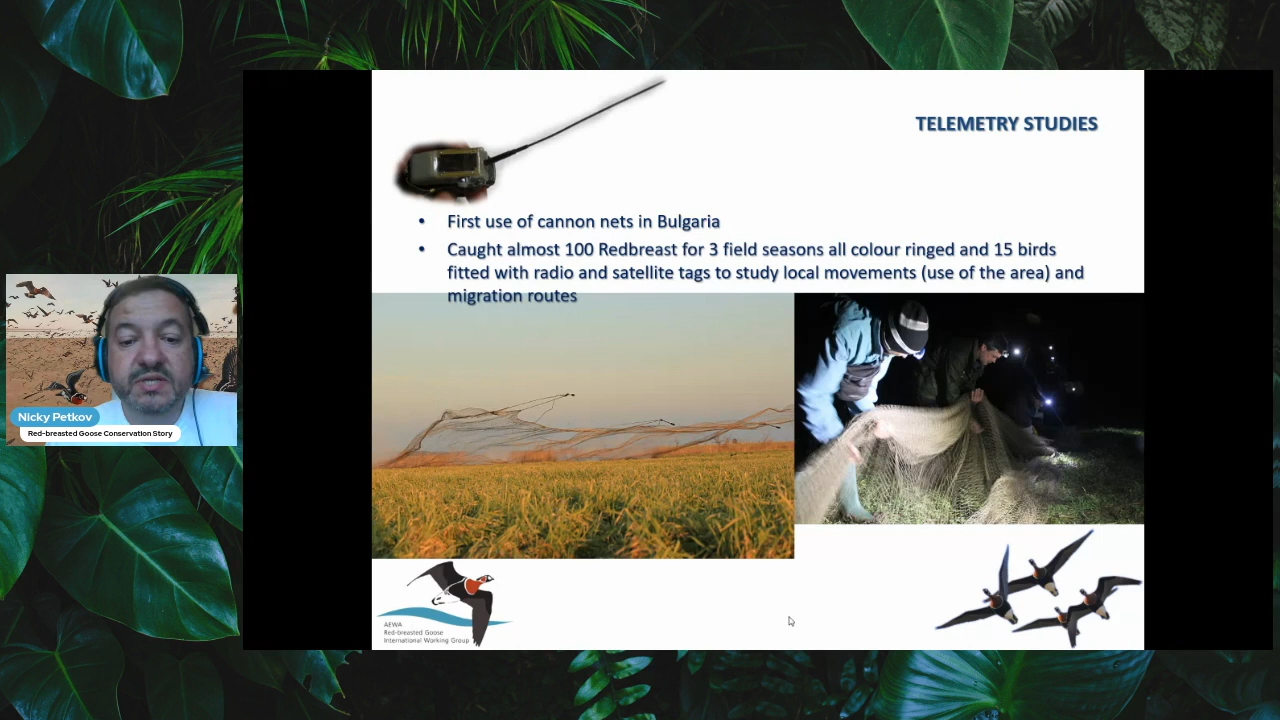 TELEMETRY STUDIES
• First use of cannon nets in Bulgaria
• Caught almost 100 Redbreast for 3 field seasons all colour ringed and 15 birds
fitted with radio and satellite tags to study local movements (use of the area) and
migration routes
Nicky Petkov
Red-breasted Goose Conservation Story
AEWA
Red-breasted Goose
International Working Group